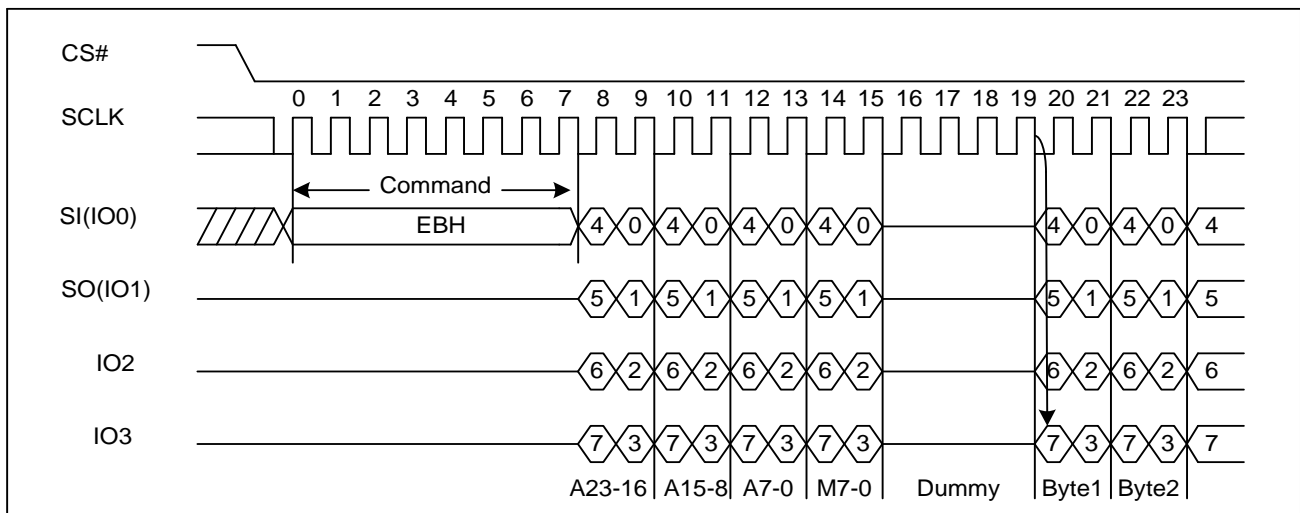 CS#
0 1 2 3 4 5 6 7 8 9 10 11 12 13 14 15 16 17 18 19 20 21 22 23
SCLK
Command
SI(IO0) EBH 4 0 4 0 4 0 4 0 4 0 4 0 4
SO(IO1) 5 1 5 1 5 1 5 1 5 1 5 1 5
IO2 6 2 6 2 6 2 6 2 6 2 6 2 6
IO3 7 3 7 3 7 3 7 3 7 3 7 3 7
A23-16 A15-8 A7-0 M7-0 Dummy Byte1 Byte2